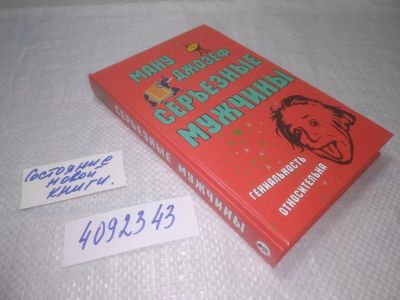 МАНУ
ДЖОЗЕФ
СЕРЬЕЗНЫЕ
МУЖЧИНЫ
ГЕНИАЛЬНОСТЬ
ОТНОСИТЕЛЬНА
СЕРЬЕЗНЫЕ МУЖЧИНЫ
Состояние
новой
книги.
4092343